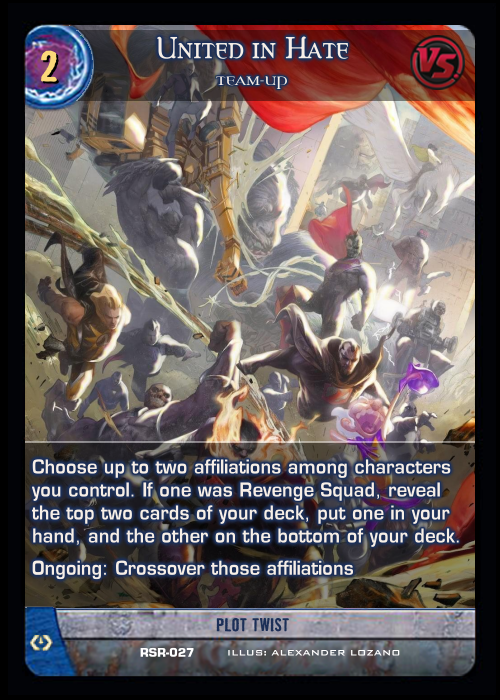 2
United in Hate
VS
TEAM-UP
Choose up to two affiliations among characters
you control. If one was Revenge Squad, reveal
the top two cards of your deck, put one in your
hand, and the other on the bottom of your deck.
Ongoing: Crossover those affiliations
PLOT TWIST
RSR-027 ILLUS: ALEXANDER LOZANO